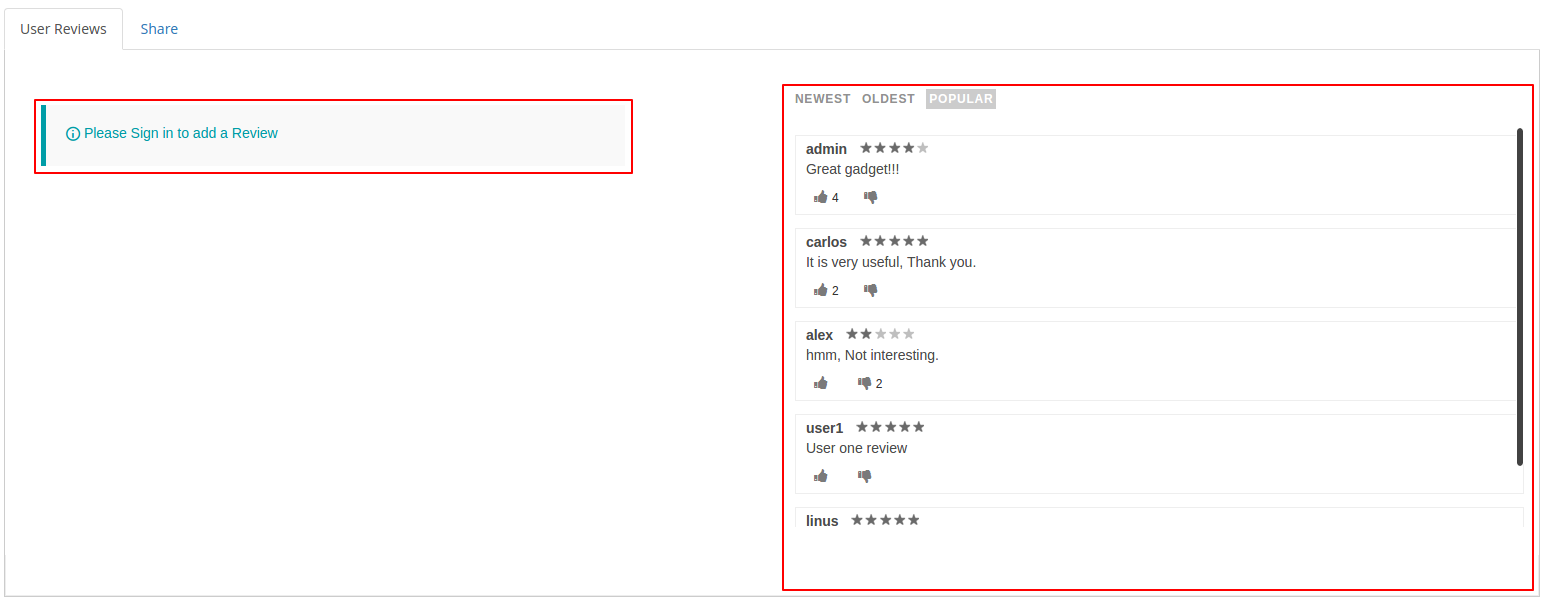 User Reviews Share
Please Sign in to add a Review
NEWEST OLDEST POPULAR
admin
Great gadget!!!
4
carlos
It is very useful, Thank you.
2
alex
hmm, Not interesting.
2
user1
User one review
linus